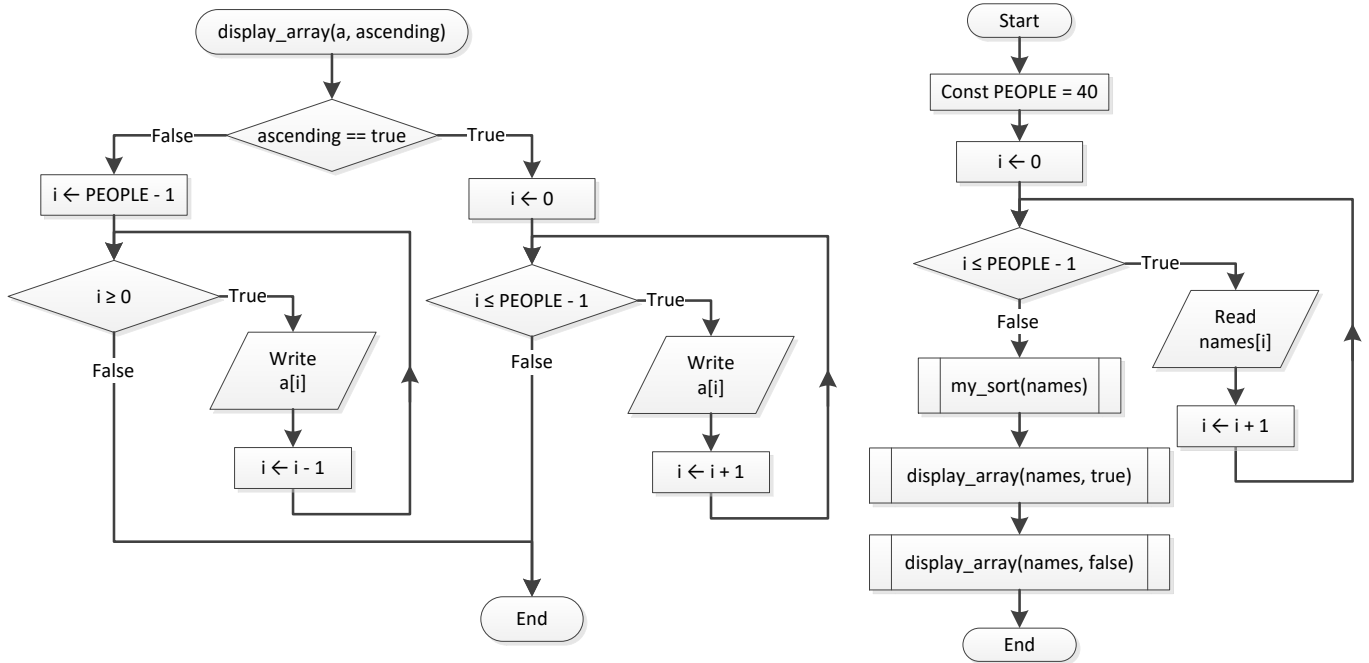 display_array(a, ascending)
ascending == true
False
True
i ← PEOPLE - 1
i ← 0
i ≥ 0
True
i ≤ PEOPLE - 1
True
False
Write
a[i]
False
Write
a[i]
i ← i - 1
i ← i + 1
End
Start
Const PEOPLE = 40
i ← 0
i ≤ PEOPLE - 1
True
False
Read
names[i]
my_sort(names)
i ← i + 1
display_array(names, true)
display_array(names, false)
End